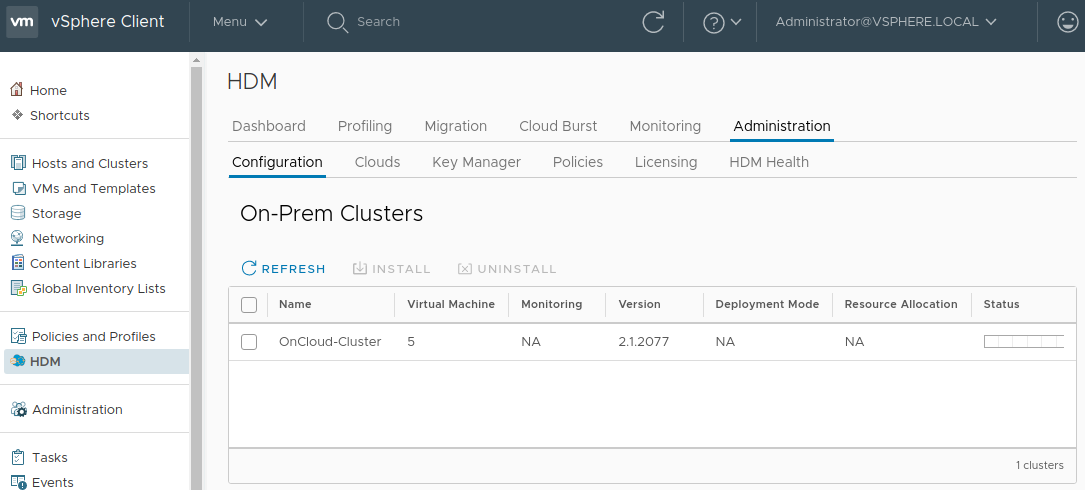 vm vSphere Client Menu Search Administrator@VSPHERE.LOCAL
Home
Shortcuts
Hosts and Clusters
VMs and Templates
Storage
Networking
Content Libraries
Global Inventory Lists
Policies and Profiles
HDM
Administration
Tasks
Events
HDM
Dashboard Profiling Migration Cloud Burst Monitoring Administration
Configuration Clouds Key Manager Policies Licensing HDM Health
On-Prem Clusters
REFRESH INSTALL UNINSTALL
Name Virtual Machine Monitoring Version Deployment Mode Resource Allocation Status
OnCloud-Cluster 5 NA 2.1.2077 NA NA
1 clusters